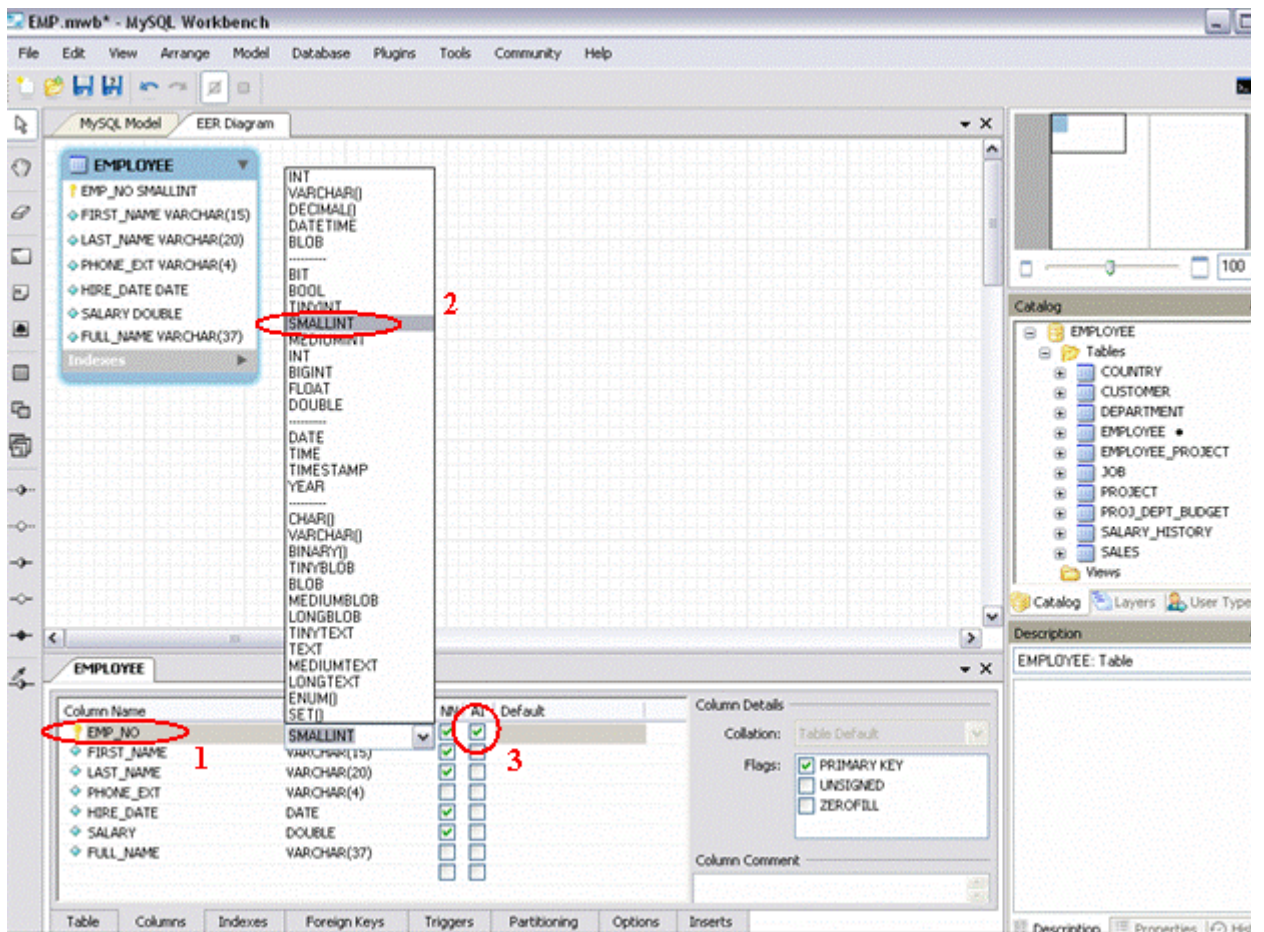 EMP.mwb* - MySQL Workbench
File Edit View Arrange Model Database Plugins Tools Community Help
MySQL Model EER Diagram
EMPLOYEE
EMP_NO SMALLINT
FIRST_NAME VARCHAR(15)
LAST_NAME VARCHAR(20)
PHONE_EXT VARCHAR(4)
HIRE_DATE DATE
SALARY DOUBLE
FULL_NAME VARCHAR(37)
Indexes
INT
VARCHAR()
DECIMAL()
DATETIME
BLOB
----------
BIT
BOOL
TINYINT
SMALLINT
2
MEDIUMINT
INT
BIGINT
FLOAT
DOUBLE
----------
DATE
TIME
TIMESTAMP
YEAR
----------
CHAR()
VARCHAR()
BINARY()
TINYBLOB
BLOB
MEDIUMBLOB
LONGBLOB
TINYTEXT
TEXT
MEDIUMTEXT
LONGTEXT
ENUM()
SET()
100
Catalog
EMPLOYEE
Tables
COUNTRY
CUSTOMER
DEPARTMENT
EMPLOYEE
EMPLOYEE_PROJECT
JOB
PROJECT
PROJ_DEPT_BUDGET
SALARY_HISTORY
SALES
Views
Catalog Layers User Type
Description
EMPLOYEE: Table
EMPLOYEE
Column Name NN AI Default
EMP_NO SMALLINT
1
3
FIRST_NAME VARCHAR(15)
LAST_NAME VARCHAR(20)
PHONE_EXT VARCHAR(4)
HIRE_DATE DATE
SALARY DOUBLE
FULL_NAME VARCHAR(37)
Column Details
Collation: Table Default
Flags: PRIMARY KEY
UNSIGNED
ZEROFILL
Column Comment
Table Columns Indexes Foreign Keys Triggers Partitioning Options Inserts
Description Properties His